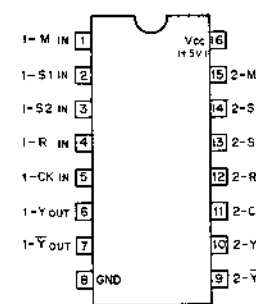 1-M IN 1
Vcc 16
1+5V1
1-S1 IN 2
15 2-M
1-S2 IN 3
14 2-S
1-R IN 4
13 2-S
1-CK IN 5
12 2-R
1-Y OUT 6
11 2-C
1-Y̅ OUT 7
10 2-Y
8 GND
9 2-Y̅